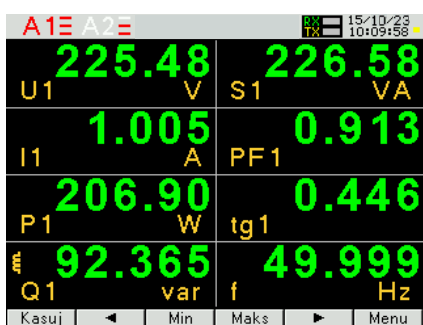 A1 A2 RX TX 15/10/23 10:09:58
225.48 226.58
U1 V S1 VA
1.005 0.913
I1 A PF1
206.90 0.446
P1 W tg1
92.365 49.999
Q1 var f Hz
Kasuj ◄ Min Maks ► Menu